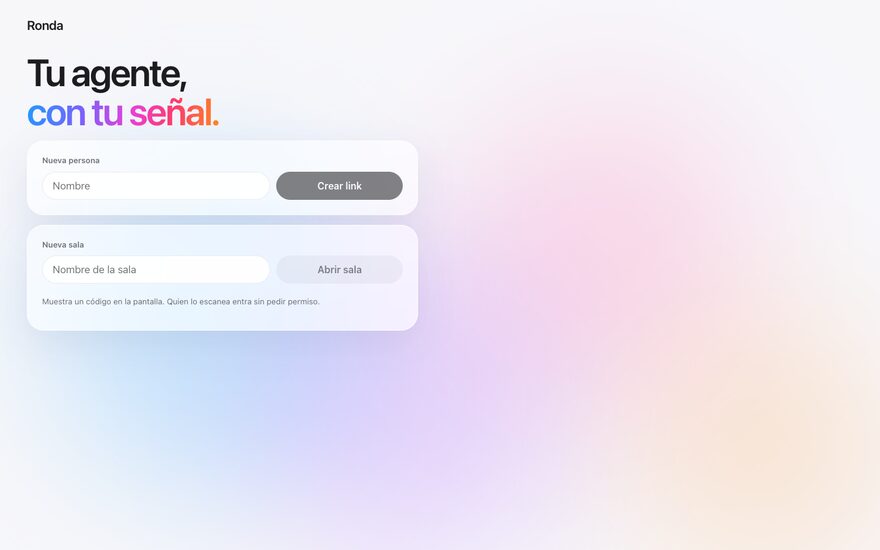 Ronda
Tu agente,
con tu señal.
Nueva persona
Nombre
Crear link
Nueva sala
Nombre de la sala
Abrir sala
Muestra un código en la pantalla. Quien lo escanea entra sin pedir permiso.